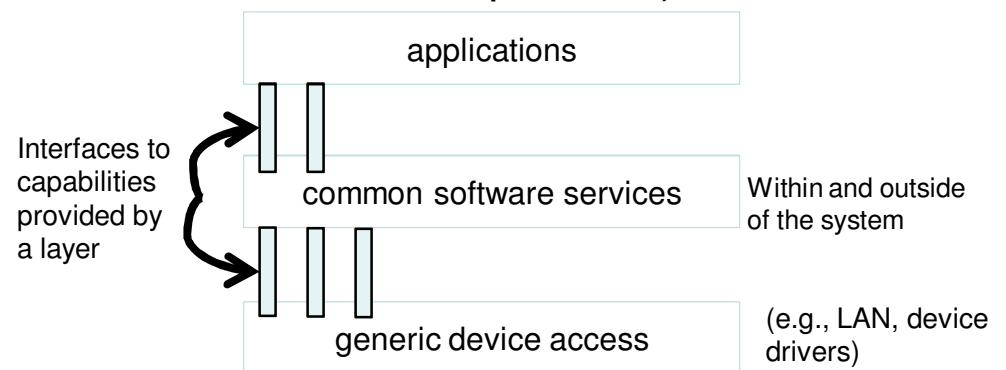 applications
Interfaces to
capabilities
provided by
a layer
common software services
Within and outside
of the system
generic device access
(e.g., LAN, device
drivers)